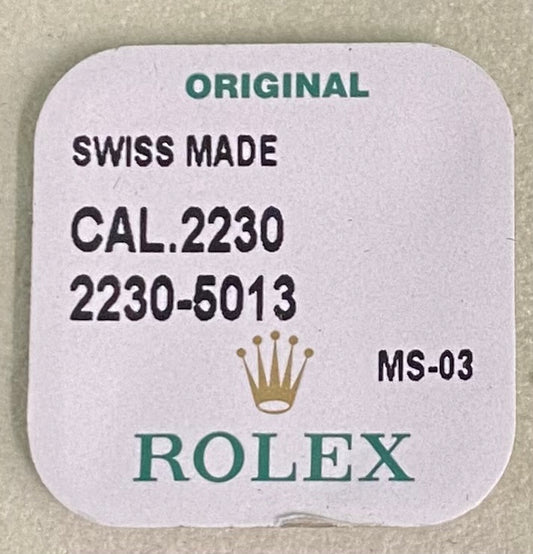 ORIGINAL
SWISS MADE
CAL.2230
2230-5013
MS-03
ROLEX